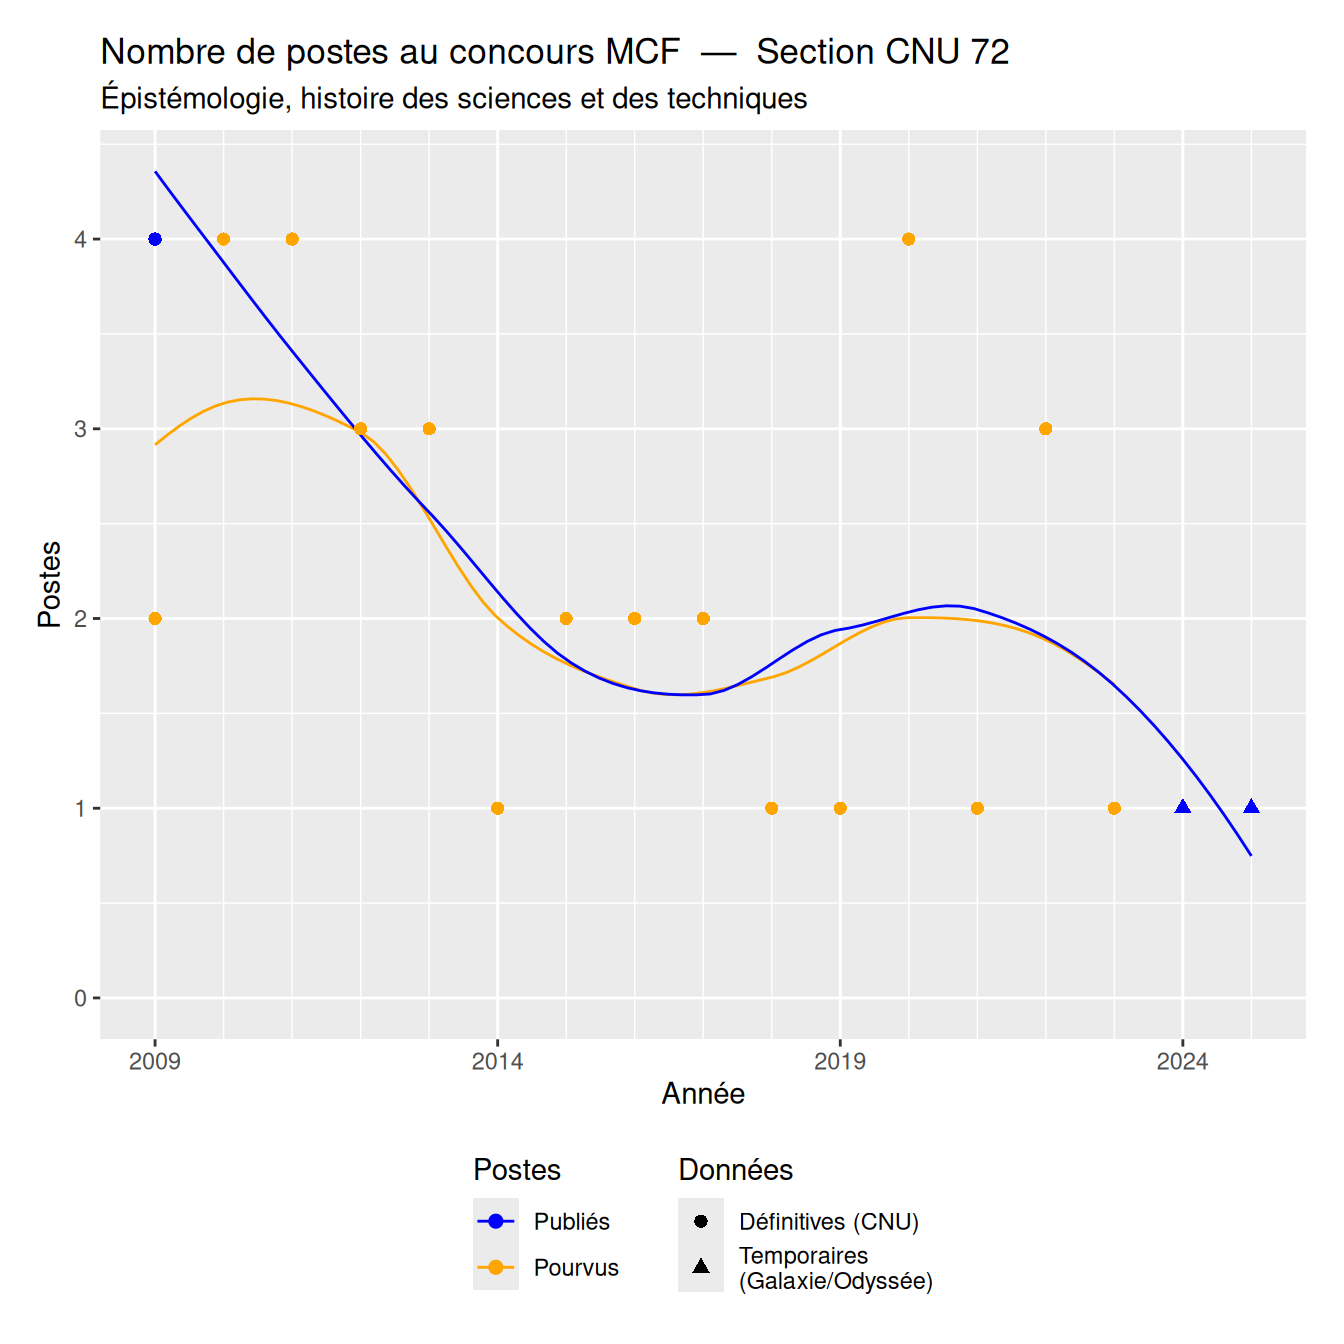 Nombre de postes au concours MCF — Section CNU 72
Épistémologie, histoire des sciences et des techniques
Postes
4
3
2
1
0
2009 2014 2019 2024
Année
Postes
Publiés
Pourvus
Données
Définitives (CNU)
Temporaires
(Galaxie/Odyssée)